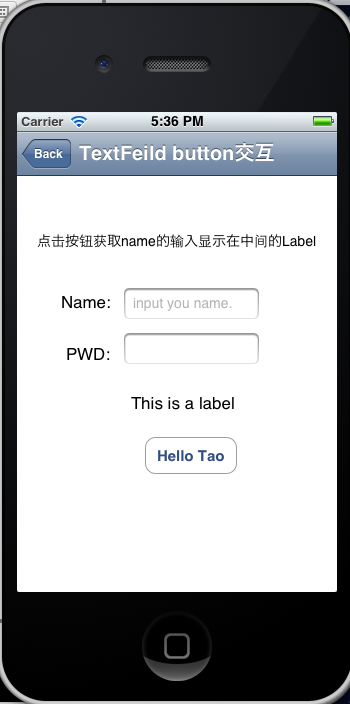 Carrier 5:36 PM
Back TextFeild button交互
点击按钮获取name的输入显示在中间的Label
Name: input you name.
PWD:
This is a label
Hello Tao